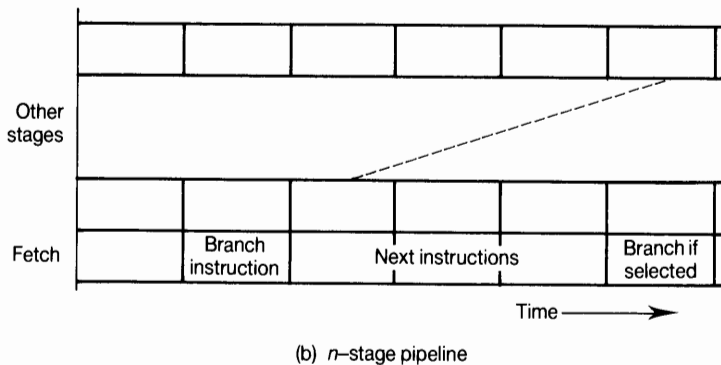 Other
stages
Fetch
Branch
instruction
Next instructions
Branch if
selected
Time
(b) n–stage pipeline